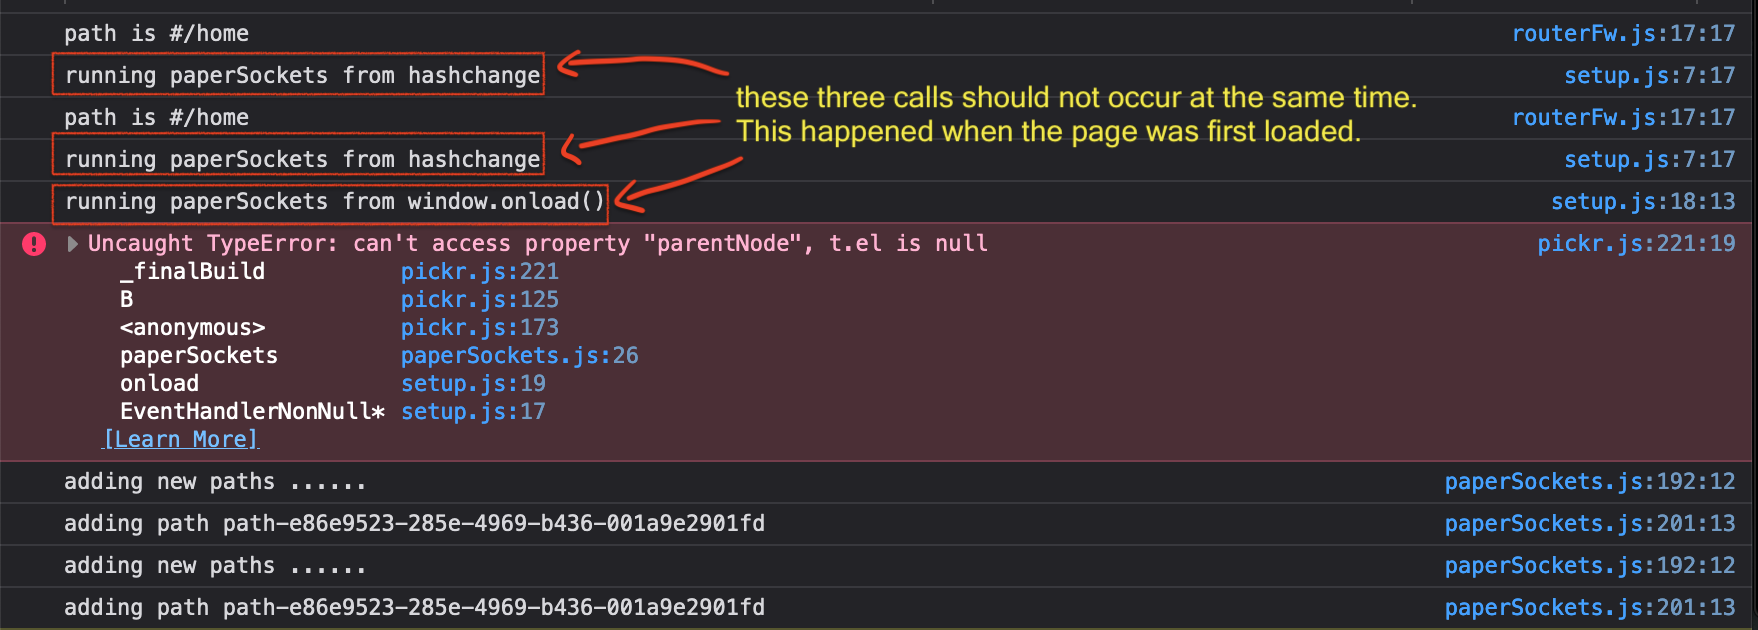 path is #/home routerFw.js:17:17
running paperSockets from hashchange setup.js:7:17
these three calls should not occur at the same time.
path is #/home routerFw.js:17:17
This happened when the page was first loaded.
running paperSockets from hashchange setup.js:7:17
running paperSockets from window.onload() setup.js:18:13
Uncaught TypeError: can't access property "parentNode", t.el is null pickr.js:221:19
_finalBuild pickr.js:221
B pickr.js:125
<anonymous> pickr.js:173
paperSockets paperSockets.js:26
onload setup.js:19
EventHandlerNonNull* setup.js:17
[Learn More]
adding new paths ...... paperSockets.js:192:12
adding path path-e86e9523-285e-4969-b436-001a9e2901fd paperSockets.js:201:13
adding new paths ...... paperSockets.js:192:12
adding path path-e86e9523-285e-4969-b436-001a9e2901fd paperSockets.js:201:13